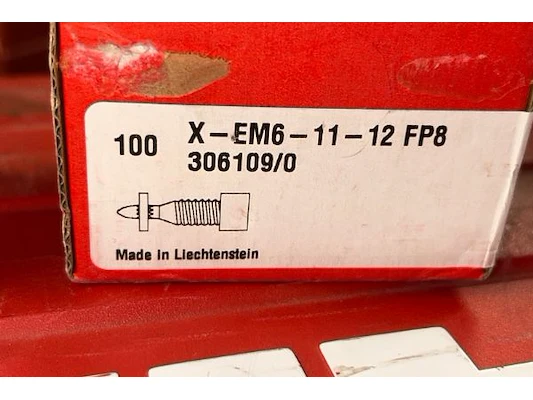 100 X-EM6-11-12 FP8
306109/0
Made in Liechtenstein